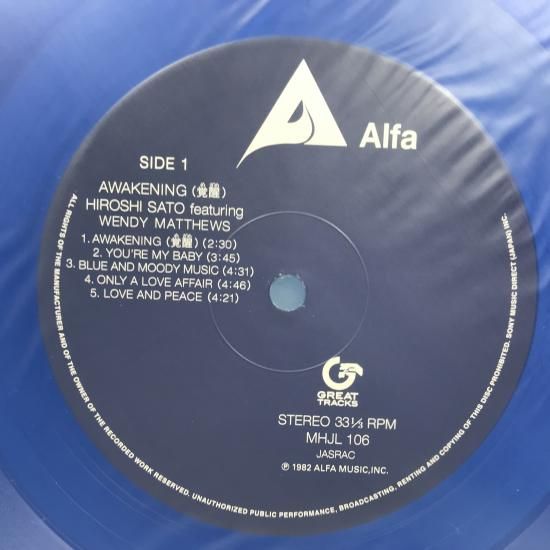 Alfa
SIDE 1
AWAKENING (覚醒)
HIROSHI SATO featuring
WENDY MATTHEWS
1. AWAKENING (覚醒) (2:30)
2. YOU'RE MY BABY (3:45)
3. BLUE AND MOODY MUSIC (4:31)
4. ONLY A LOVE AFFAIR (4:46)
5. LOVE AND PEACE (4:21)
GREAT
TRACKS
STEREO 33⅓ RPM
MHJL 106
JASRAC
Ⓟ 1982 ALFA MUSIC, INC.
ALL RIGHTS OF THE MANUFACTURER AND OF THE OWNER OF THE RECORDED WORK RESERVED. UNAUTHORIZED PUBLIC PERFORMANCE, BROADCASTING, RENTING AND COPYING OF THIS DISC PROHIBITED. SONY MUSIC DIRECT (JAPAN) INC.